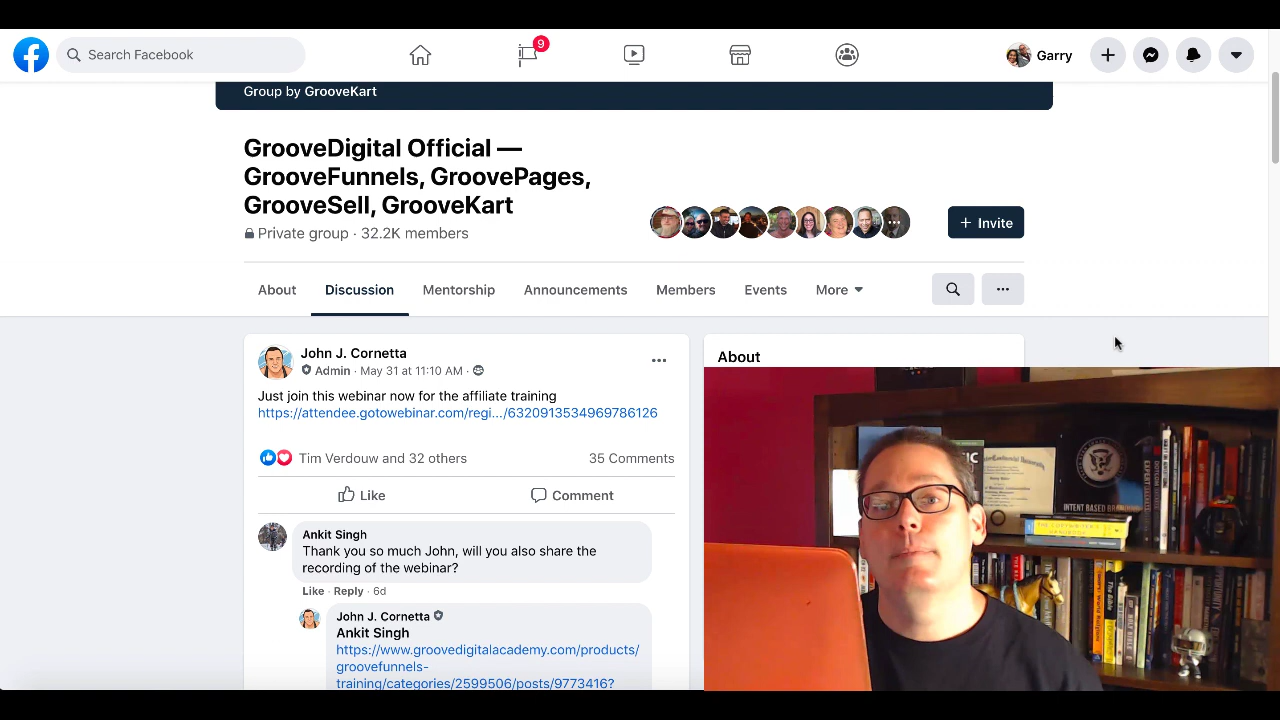 Search Facebook
9
Garry
Group by GrooveKart
GrooveDigital Official —
GrooveFunnels, GroovePages,
GrooveSell, GrooveKart
Private group · 32.2K members
+ Invite
About
Discussion
Mentorship
Announcements
Members
Events
More
John J. Cornetta
Admin · May 31 at 11:10 AM ·
Just join this webinar now for the affiliate training
https://attendee.gotowebinar.com/regi.../6320913534969786126
Tim Verdouw and 32 others
35 Comments
Like
Comment
Ankit Singh
Thank you so much John, will you also share the
recording of the webinar?
Like · Reply · 6d
John J. Cornetta
Ankit Singh
https://www.groovedigitalacademy.com/products/
groovefunnels-
training/categories/2599506/posts/9773416?
About
INTENT BASED BRANDING